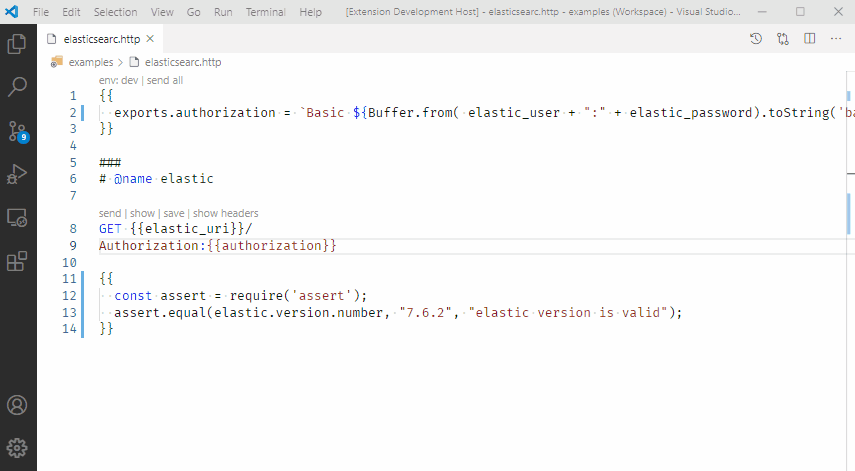 File Edit Selection View Go Run Terminal Help [Extension Development Host] - elasticsearc.http - examples (Workspace) - Visual Studio...
elasticsearc.http
examples > elasticsearc.http
env: dev | send all
1 {{
2 exports.authorization = `Basic ${Buffer.from( elastic_user + ":" + elastic_password).toString('ba
3 }}
4
5 ###
6 # @name elastic
7
send | show | save | show headers
8 GET {{elastic_uri}}/
9 Authorization:{{authorization}}
10
11 {{
12 const assert = require('assert');
13 assert.equal(elastic.version.number, "7.6.2", "elastic version is valid");
14 }}
9